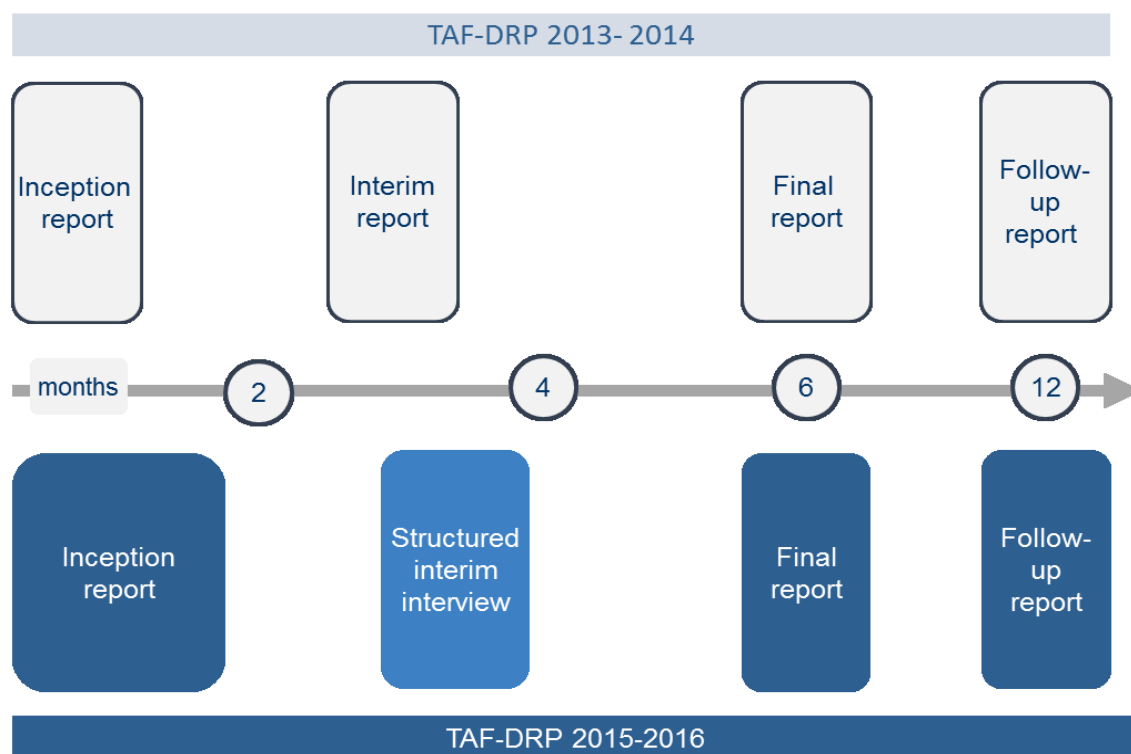 TAF-DRP 2013- 2014
Inception
report
Interim
report
Final
report
Follow-
up
report
months
2
4
6
12
Inception
report
Structured
interim
interview
Final
report
Follow-
up
report
TAF-DRP 2015-2016